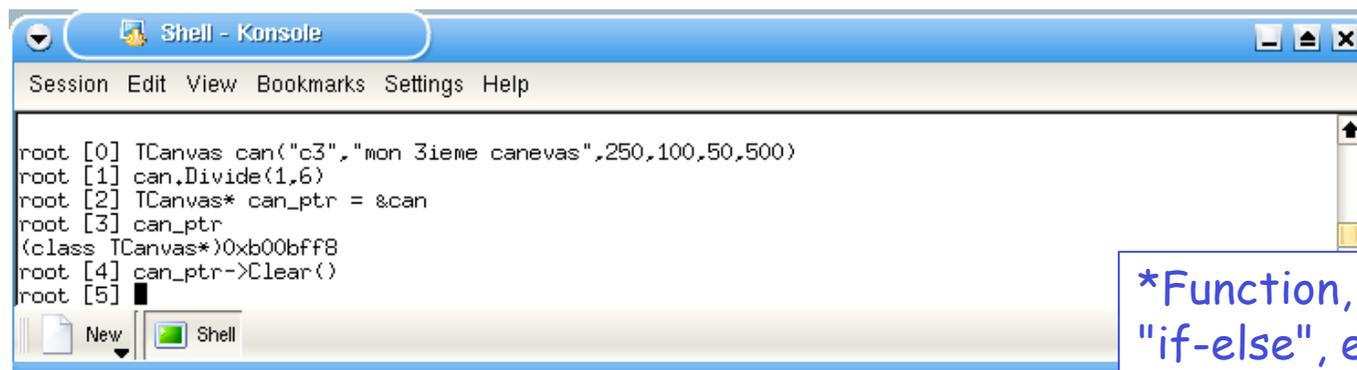 Shell - Konsole
Session Edit View Bookmarks Settings Help
root [0] TCanvas can("c3","mon 3ieme canevas",250,100,50,500)
root [1] can.Divide(1,6)
root [2] TCanvas* can_ptr = &can
root [3] can_ptr
(class TCanvas*)0xb00bff8
root [4] can_ptr->Clear()
root [5]
*Function,
"if-else", e
New Shell